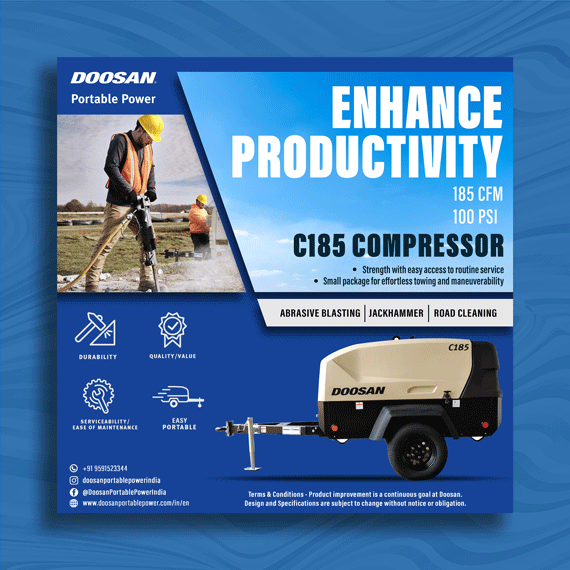 DOOSAN
Portable Power
ENHANCE
PRODUCTIVITY
185 CFM
100 PSI
C185 COMPRESSOR
• Strength with easy access to routine service
• Small package for effortless towing and maneuverability
ABRASIVE BLASTING | JACKHAMMER | ROAD CLEANING
DURABILITY
QUALITY/VALUE
SERVICEABILITY/
EASE OF MAINTENANCE
EASY
PORTABLE
C185
DOOSAN
+91 9591523344
doosanportablepowerindia
@DoosanPortablePowerIndia
www.doosanportablepower.com/in/en
Terms & Conditions - Product improvement is a continuous goal at Doosan.
Design and Specifications are subject to change without notice or obligation.